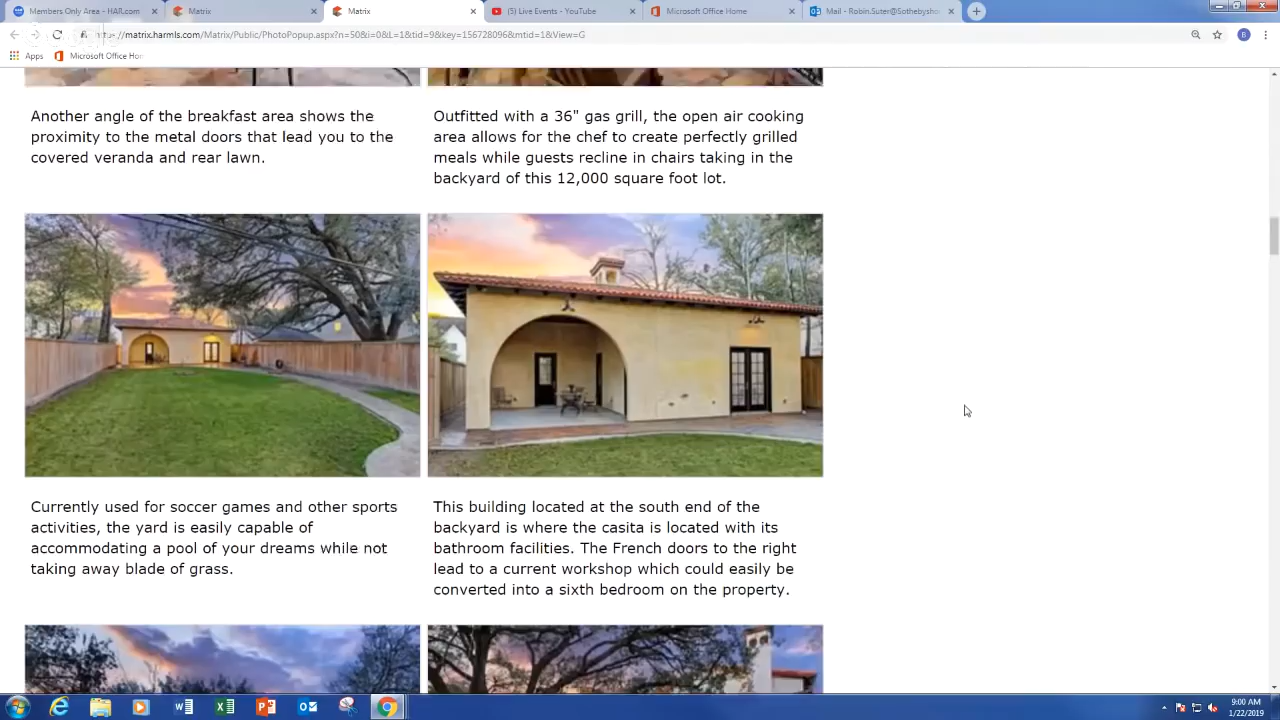 Members Only Area - HAR.com
Matrix
Matrix
(5) Live Events - YouTube
Microsoft Office Home
Mail - Robin.Suter@Sothebysho
matrix.harmls.com/Matrix/Public/PhotoPopup.aspx?n=50&i=0&L=1&tid=9&key=156728096&mtid=1&View=G
B
Apps
Microsoft Office Hom
Another angle of the breakfast area shows the
proximity to the metal doors that lead you to the
covered veranda and rear lawn.
Outfitted with a 36" gas grill, the open air cooking
area allows for the chef to create perfectly grilled
meals while guests recline in chairs taking in the
backyard of this 12,000 square foot lot.
Currently used for soccer games and other sports
activities, the yard is easily capable of
accommodating a pool of your dreams while not
taking away blade of grass.
This building located at the south end of the
backyard is where the casita is located with its
bathroom facilities. The French doors to the right
lead to a current workshop which could easily be
converted into a sixth bedroom on the property.
9:00 AM
1/22/2019